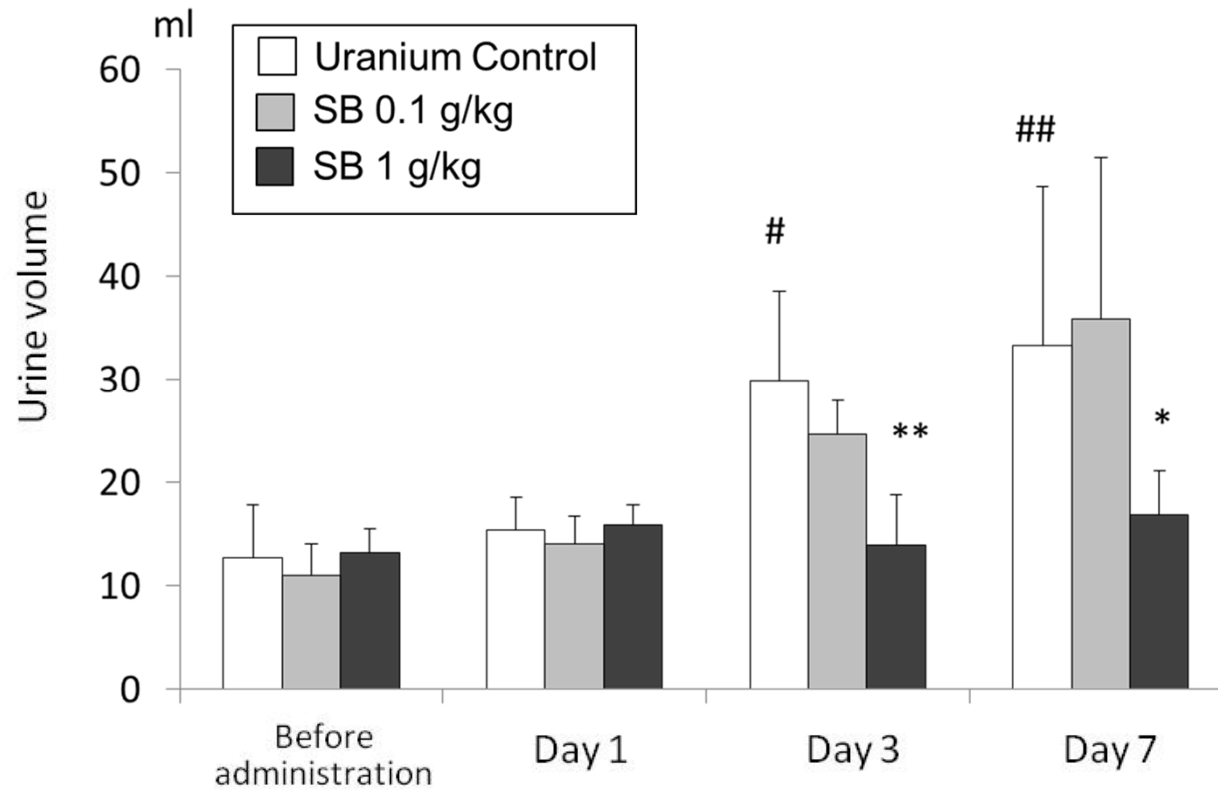 ml
Uranium Control
SB 0.1 g/kg
SB 1 g/kg
Urine volume
60
50
40
30
20
10
0
#
**
##
*
Before
administration
Day 1
Day 3
Day 7